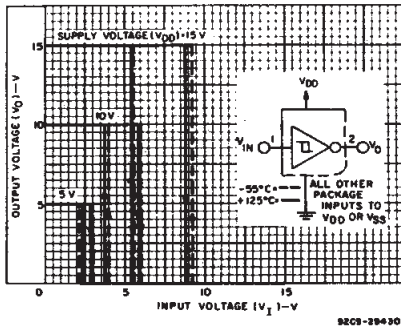 SUPPLY VOLTAGE (VDD)=15 V
15
10 V
10
5 V
5
0
OUTPUT VOLTAGE (VO)—V
0 5 10 15
INPUT VOLTAGE (VI)—V
VDD
VIN 1 2 VO
-55°C
+125°C
ALL OTHER
PACKAGE
INPUTS TO
VDD OR VSS
92CS-29430